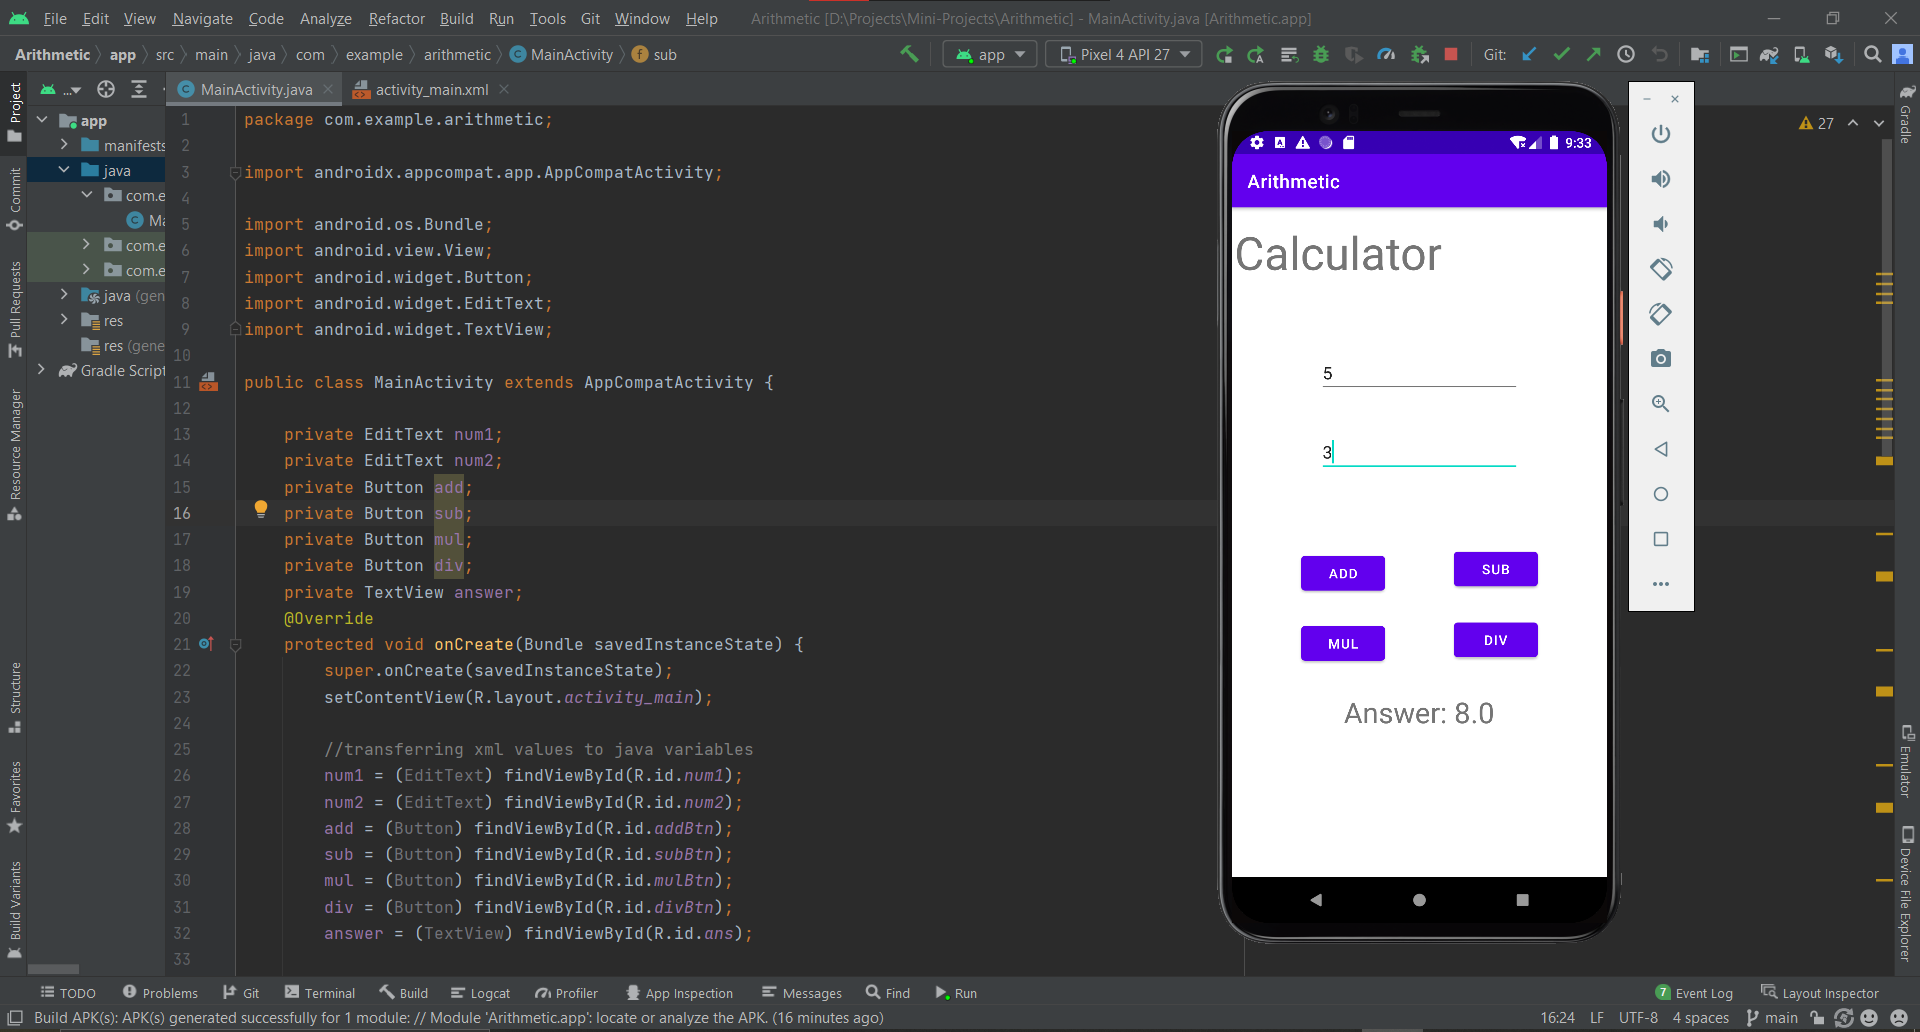 File Edit View Navigate Code Analyze Refactor Build Run Tools Git Window Help Arithmetic [D:\Projects\Mini-Projects\Arithmetic] - MainActivity.java [Arithmetic.app]
Arithmetic app src main java com example arithmetic MainActivity sub app Pixel 4 API 27 Git:
... MainActivity.java activity_main.xml
Project
Commit
Pull Requests
Resource Manager
Structure
Favorites
Build Variants
app
manifests
java
com.e
Ma
com.e
com.e
java (gen
res
res (gene
Gradle Script
1 package com.example.arithmetic;
2
3 import androidx.appcompat.app.AppCompatActivity;
4
5 import android.os.Bundle;
6 import android.view.View;
7 import android.widget.Button;
8 import android.widget.EditText;
9 import android.widget.TextView;
10
11 public class MainActivity extends AppCompatActivity {
12
13 private EditText num1;
14 private EditText num2;
15 private Button add;
16 private Button sub;
17 private Button mul;
18 private Button div;
19 private TextView answer;
20 @Override
21 protected void onCreate(Bundle savedInstanceState) {
22 super.onCreate(savedInstanceState);
23 setContentView(R.layout.activity_main);
24
25 //transferring xml values to java variables
26 num1 = (EditText) findViewById(R.id.num1);
27 num2 = (EditText) findViewById(R.id.num2);
28 add = (Button) findViewById(R.id.addBtn);
29 sub = (Button) findViewById(R.id.subBtn);
30 mul = (Button) findViewById(R.id.mulBtn);
31 div = (Button) findViewById(R.id.divBtn);
32 answer = (TextView) findViewById(R.id.ans);
33
27
9:33
Arithmetic
Calculator
5
3
ADD SUB
MUL DIV
Answer: 8.0
Gradle
Emulator
Device File Explorer
TODO Problems Git Terminal Build Logcat Profiler App Inspection Messages Find Run 7 Event Log Layout Inspector
Build APK(s): APK(s) generated successfully for 1 module: // Module 'Arithmetic.app': locate or analyze the APK. (16 minutes ago) 16:24 LF UTF-8 4 spaces main